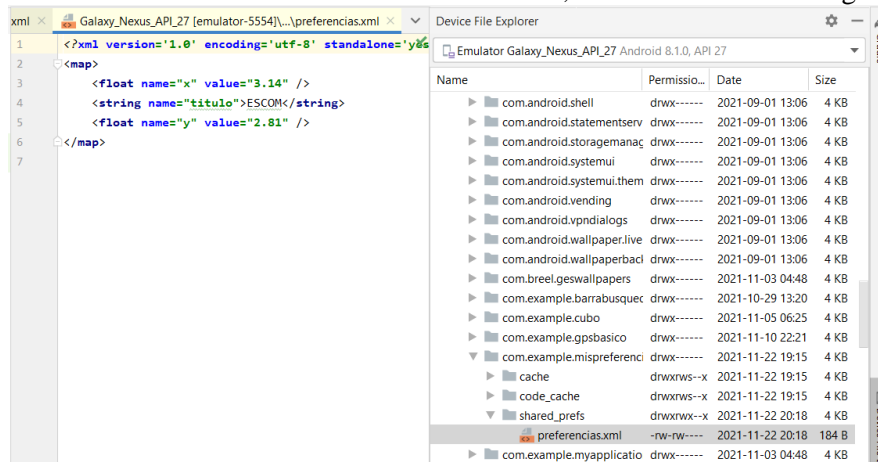 xml
Galaxy_Nexus_API_27 [emulator-5554]\...\preferencias.xml
1 <?xml version='1.0' encoding='utf-8' standalone='yes
2 <map>
3 <float name="x" value="3.14" />
4 <string name="titulo">ESCOM</string>
5 <float name="y" value="2.81" />
6 </map>
7
Device File Explorer
Emulator Galaxy_Nexus_API_27 Android 8.1.0, API 27
Name Permissio... Date Size
com.android.shell drwx------ 2021-09-01 13:06 4 KB
com.android.statementserv drwx------ 2021-09-01 13:06 4 KB
com.android.storagemanag drwx------ 2021-09-01 13:06 4 KB
com.android.systemui drwx------ 2021-09-01 13:06 4 KB
com.android.systemui.them drwx------ 2021-09-01 13:06 4 KB
com.android.vending drwx------ 2021-09-01 13:06 4 KB
com.android.vpndialogs drwx------ 2021-09-01 13:06 4 KB
com.android.wallpaper.live drwx------ 2021-09-01 13:06 4 KB
com.android.wallpaperbacl drwx------ 2021-09-01 13:06 4 KB
com.breel.geswallpapers drwx------ 2021-11-03 04:48 4 KB
com.example.barrabusquec drwx------ 2021-10-29 13:20 4 KB
com.example.cubo drwx------ 2021-11-05 06:25 4 KB
com.example.gpsbasico drwx------ 2021-11-10 22:21 4 KB
com.example.mispreferenci drwx------ 2021-11-22 19:15 4 KB
cache drwxrws--x 2021-11-22 19:15 4 KB
code_cache drwxrws--x 2021-11-22 19:15 4 KB
shared_prefs drwxrwx--x 2021-11-22 20:18 4 KB
preferencias.xml -rw-rw---- 2021-11-22 20:18 184 B
com.example.myapplicatio drwx------ 2021-11-03 04:48 4 KB